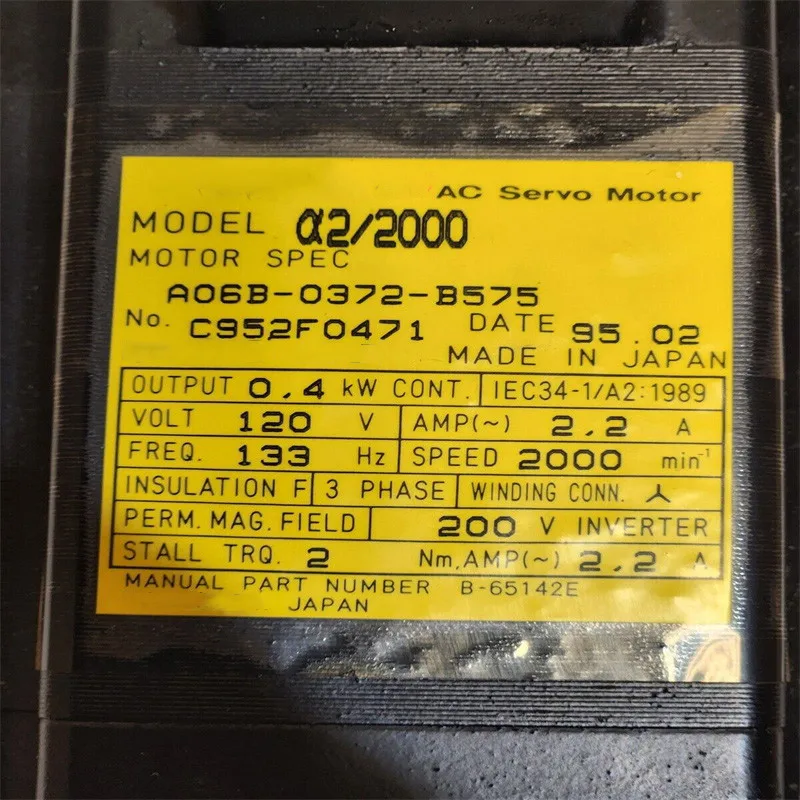 AC Servo Motor
MODEL α2/2000
MOTOR SPEC
A06B-0372-B575
No. C952F0471 DATE 95.02
MADE IN JAPAN
OUTPUT 0.4 kW CONT. IEC34-1/A2:1989
VOLT 120 V AMP(~) 2.2 A
FREQ. 133 Hz SPEED 2000 min⁻¹
INSULATION F 3 PHASE WINDING CONN.
PERM. MAG. FIELD 200 V INVERTER
STALL TRQ. 2 Nm, AMP(~) 2.2 A
MANUAL PART NUMBER B-65142E
JAPAN